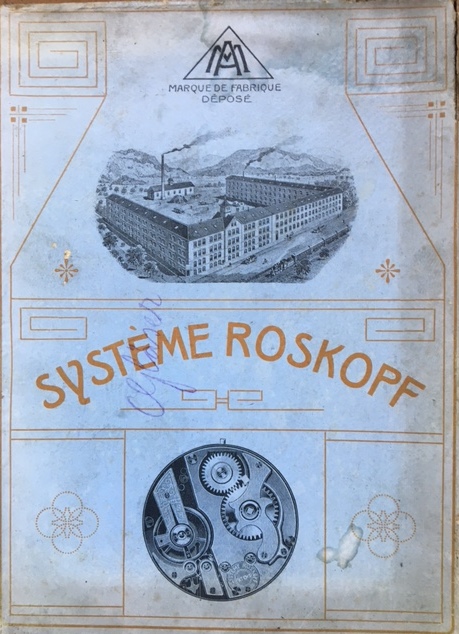 MARQUE DE FABRIQUE
DÉPOSÉ
SYSTÈME ROSKOPF